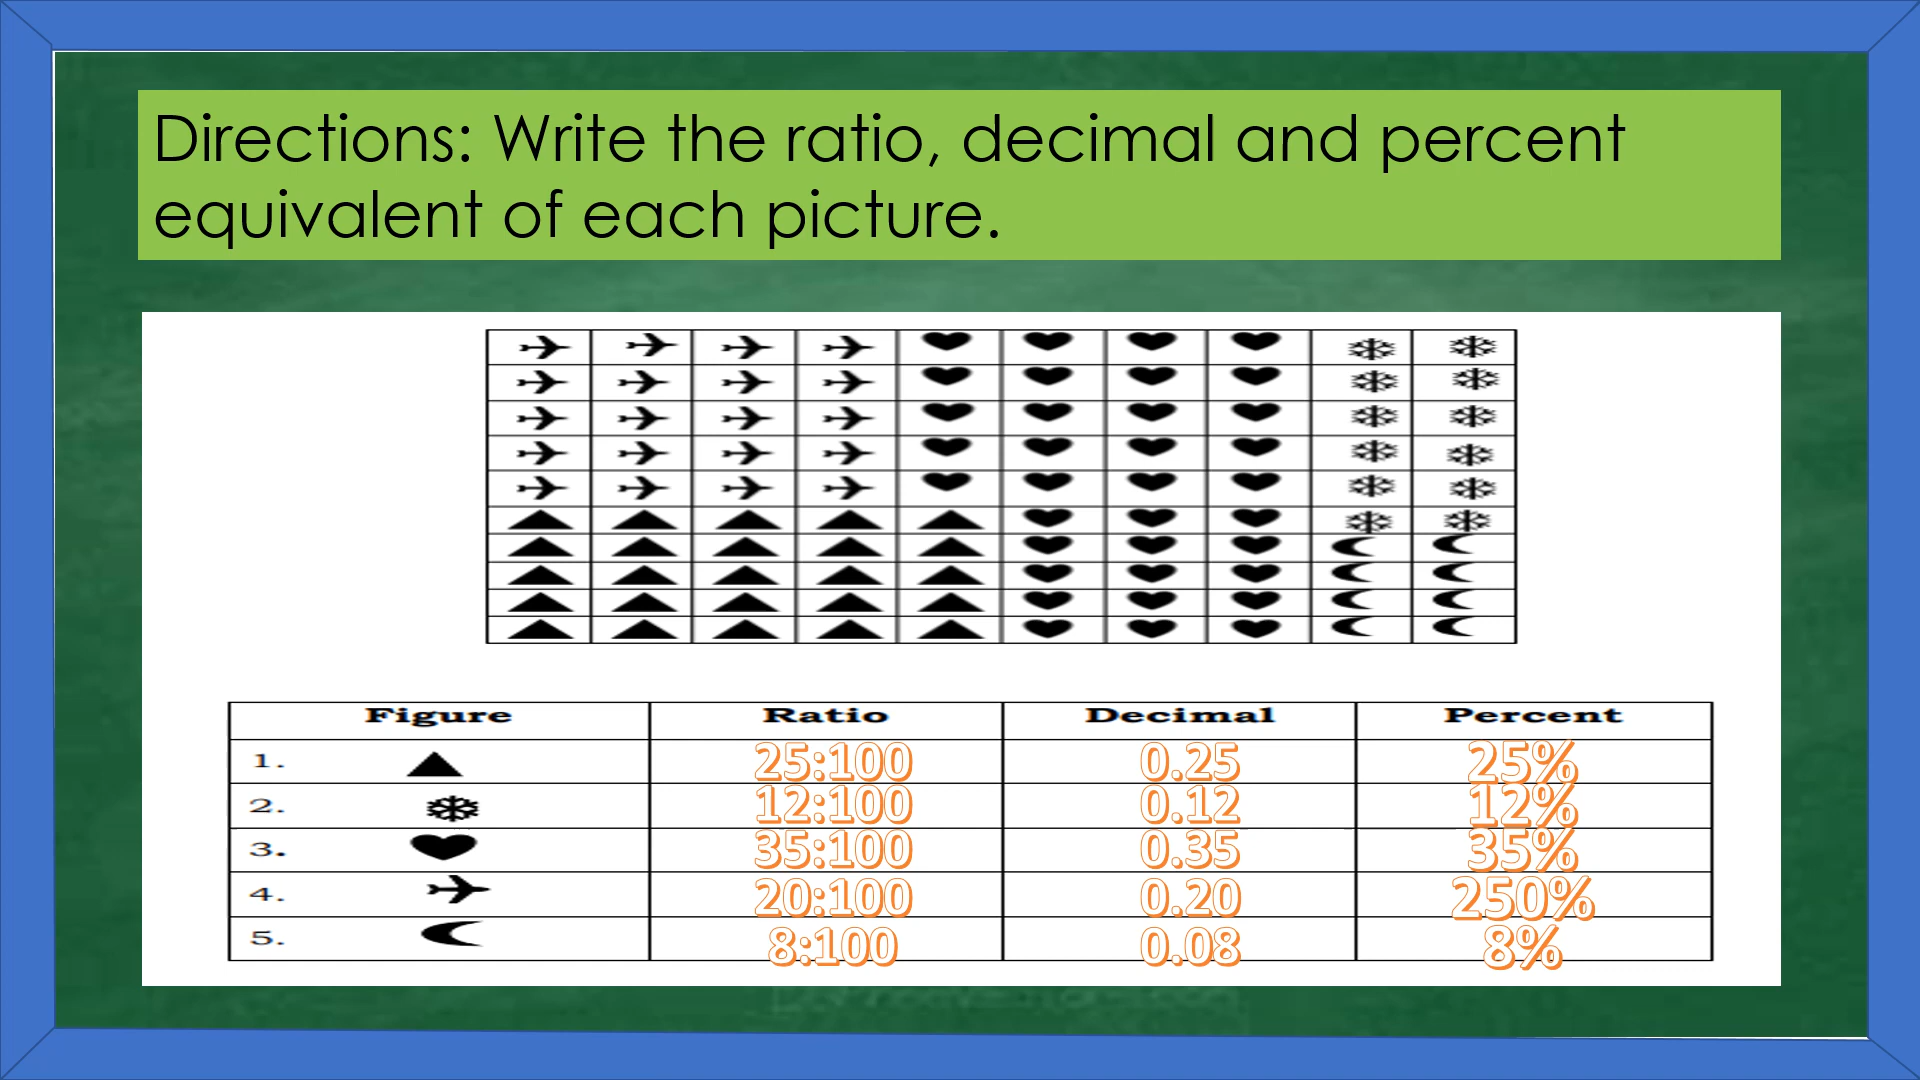 Directions: Write the ratio, decimal and percent
equivalent of each picture.
Figure Ratio Decimal Percent
1. 25:100 0.25 25%
2. 12:100 0.12 12%
3. 35:100 0.35 35%
4. 20:100 0.20 250%
5. 8:100 0.08 8%